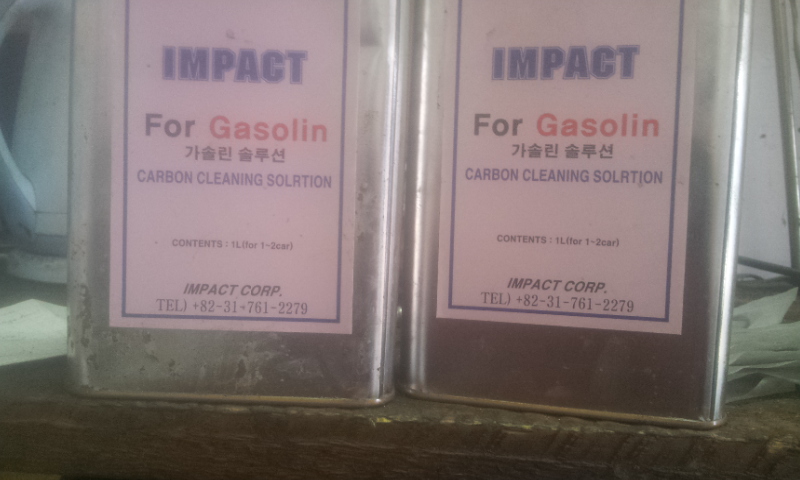 IMPACT
For Gasolin
가솔린 솔루션
CARBON CLEANING SOLRTION
CONTENTS : 1L(for 1~2car)
IMPACT CORP.
TEL) +82-31-761-2279
IMPACT
For Gasolin
가솔린 솔루션
CARBON CLEANING SOLRTION
CONTENTS : 1L(for 1~2car)
IMPACT CORP.
TEL) +82-31-761-2279